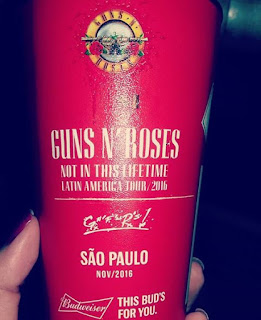 GUNS N'
ROSES
GUNS N' ROSES
NOT IN THIS LIFETIME
LATIN AMERICA TOUR/2016
SÃO PAULO
NOV/2016
Budweiser
THIS BUD'S
FOR YOU.